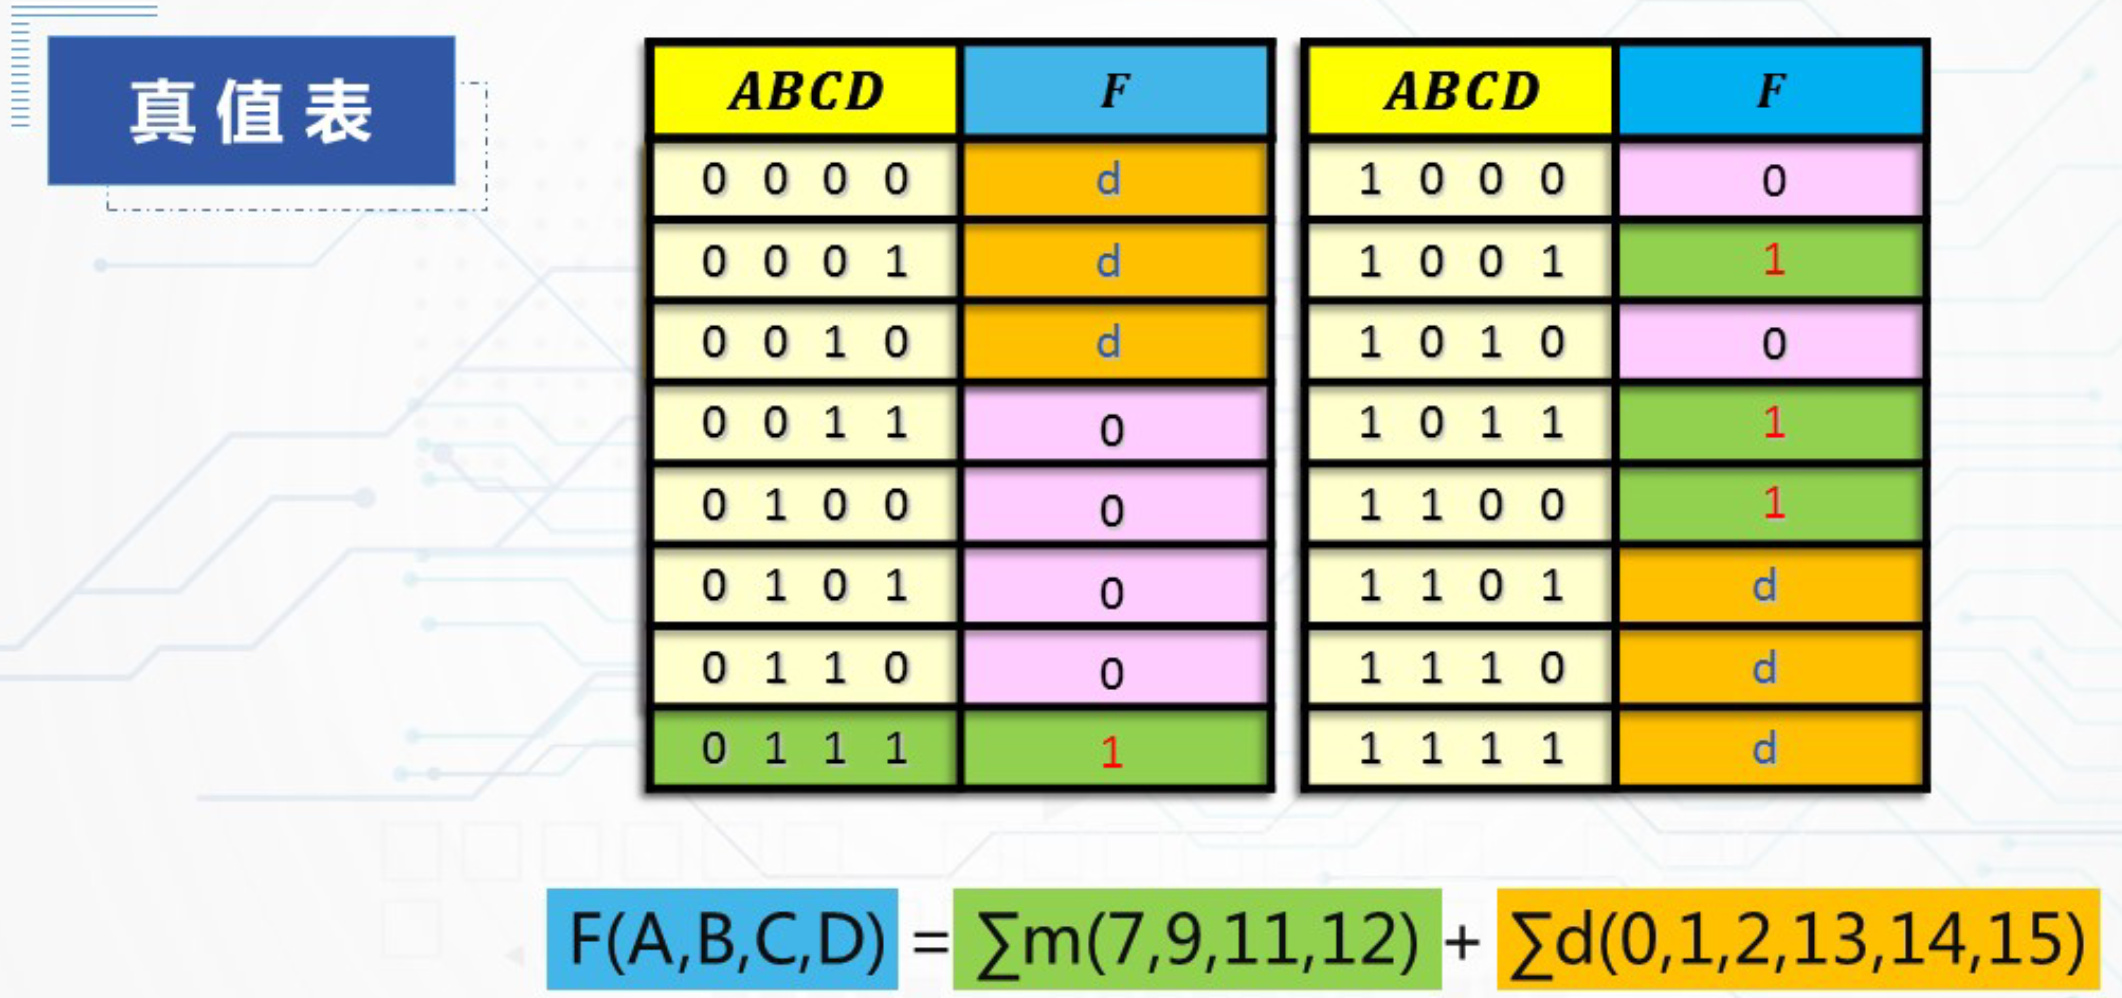 真值表
ABCD F ABCD F
0 0 0 0 d 1 0 0 0 0
0 0 0 1 d 1 0 0 1 1
0 0 1 0 d 1 0 1 0 0
0 0 1 1 0 1 0 1 1 1
0 1 0 0 0 1 1 0 0 1
0 1 0 1 0 1 1 0 1 d
0 1 1 0 0 1 1 1 0 d
0 1 1 1 1 1 1 1 1 d
F(A,B,C,D) = ∑m(7,9,11,12) + ∑d(0,1,2,13,14,15)